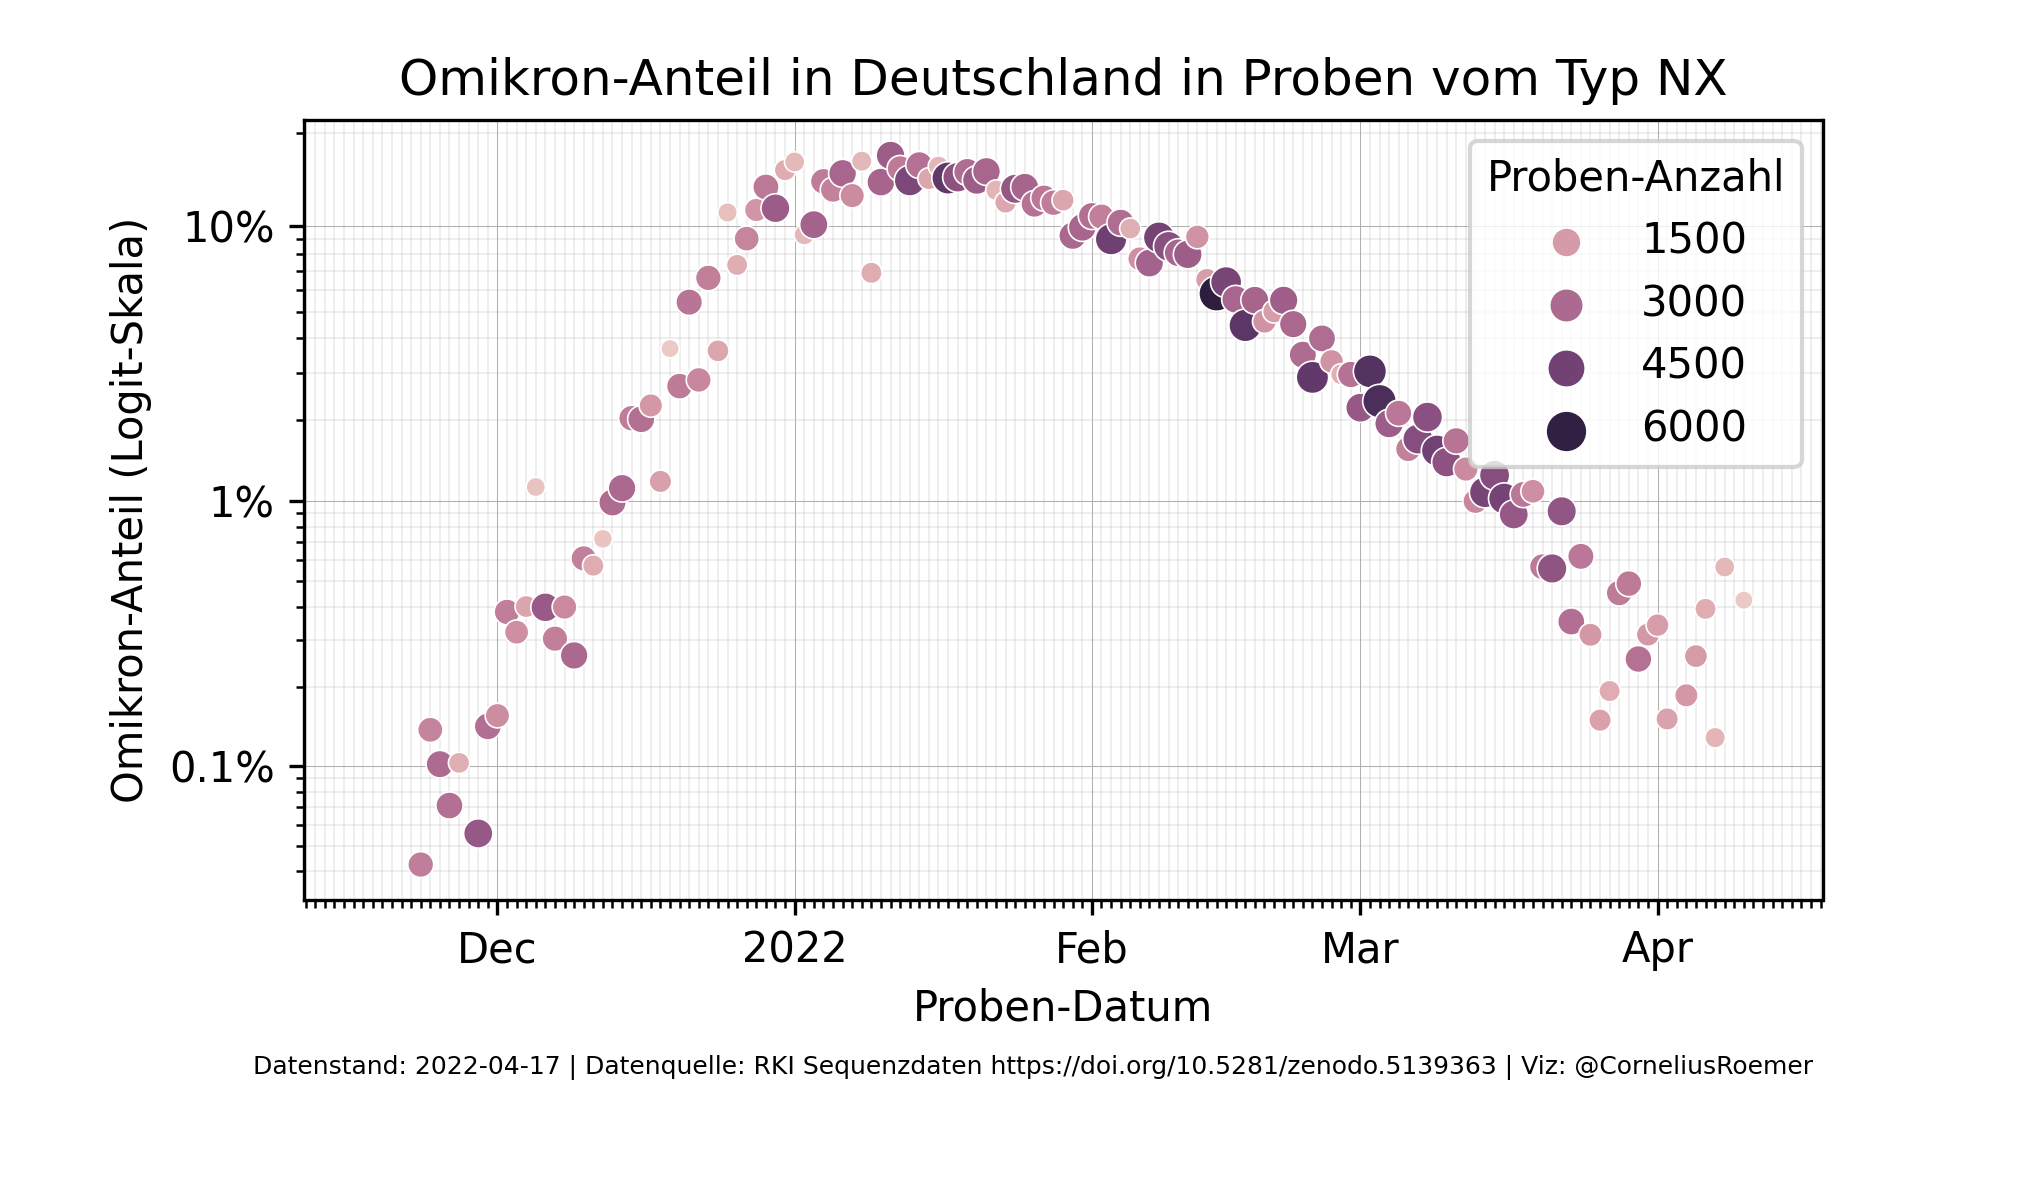 Omikron-Anteil in Deutschland in Proben vom Typ NX
Omikron-Anteil (Logit-Skala)
10%
1%
0.1%
Proben-Anzahl
1500
3000
4500
6000
Dec 2022 Feb Mar Apr
Proben-Datum
Datenstand: 2022-04-17 | Datenquelle: RKI Sequenzdaten https://doi.org/10.5281/zenodo.5139363 | Viz: @CorneliusRoemer